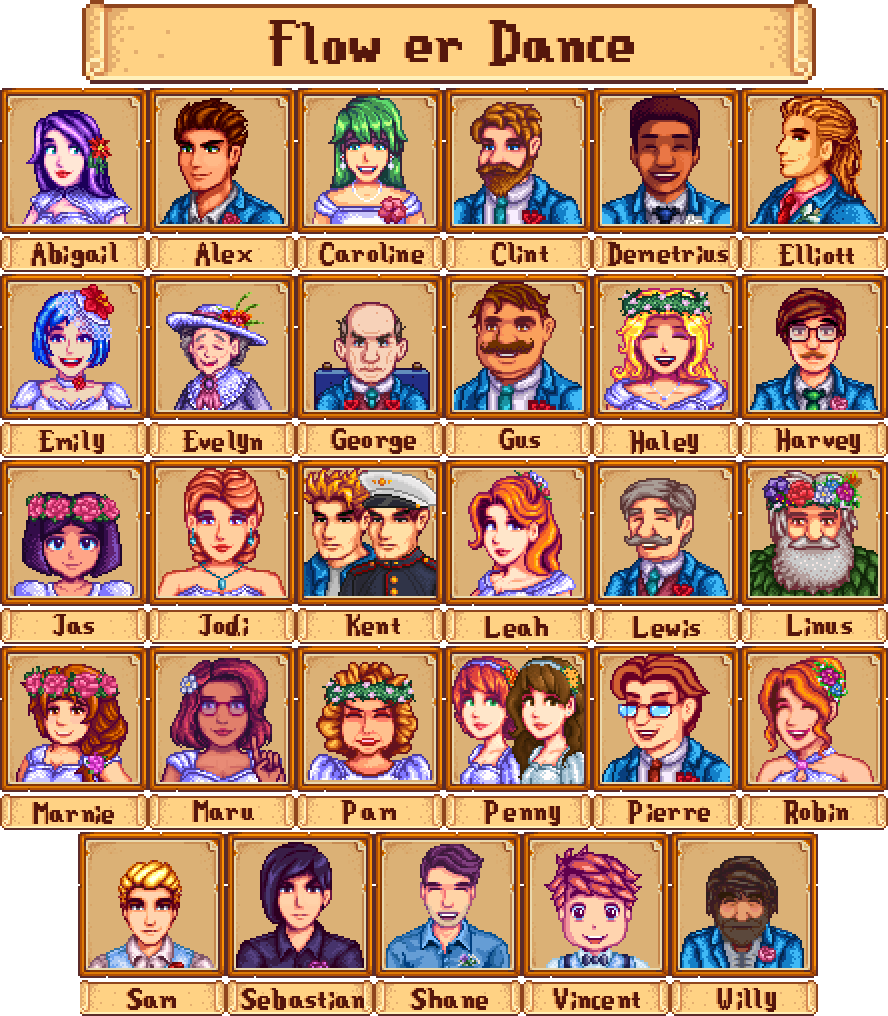 Flow er Dance
Abigail Alex Caroline Clint Demetrius Elliott
Emily Evelyn George Gus Haley Harvey
Jas Jodi Kent Leah Lewis Linus
Marnie Maru Pam Penny Pierre Robin
Sam Sebastian Shane Vincent Willy